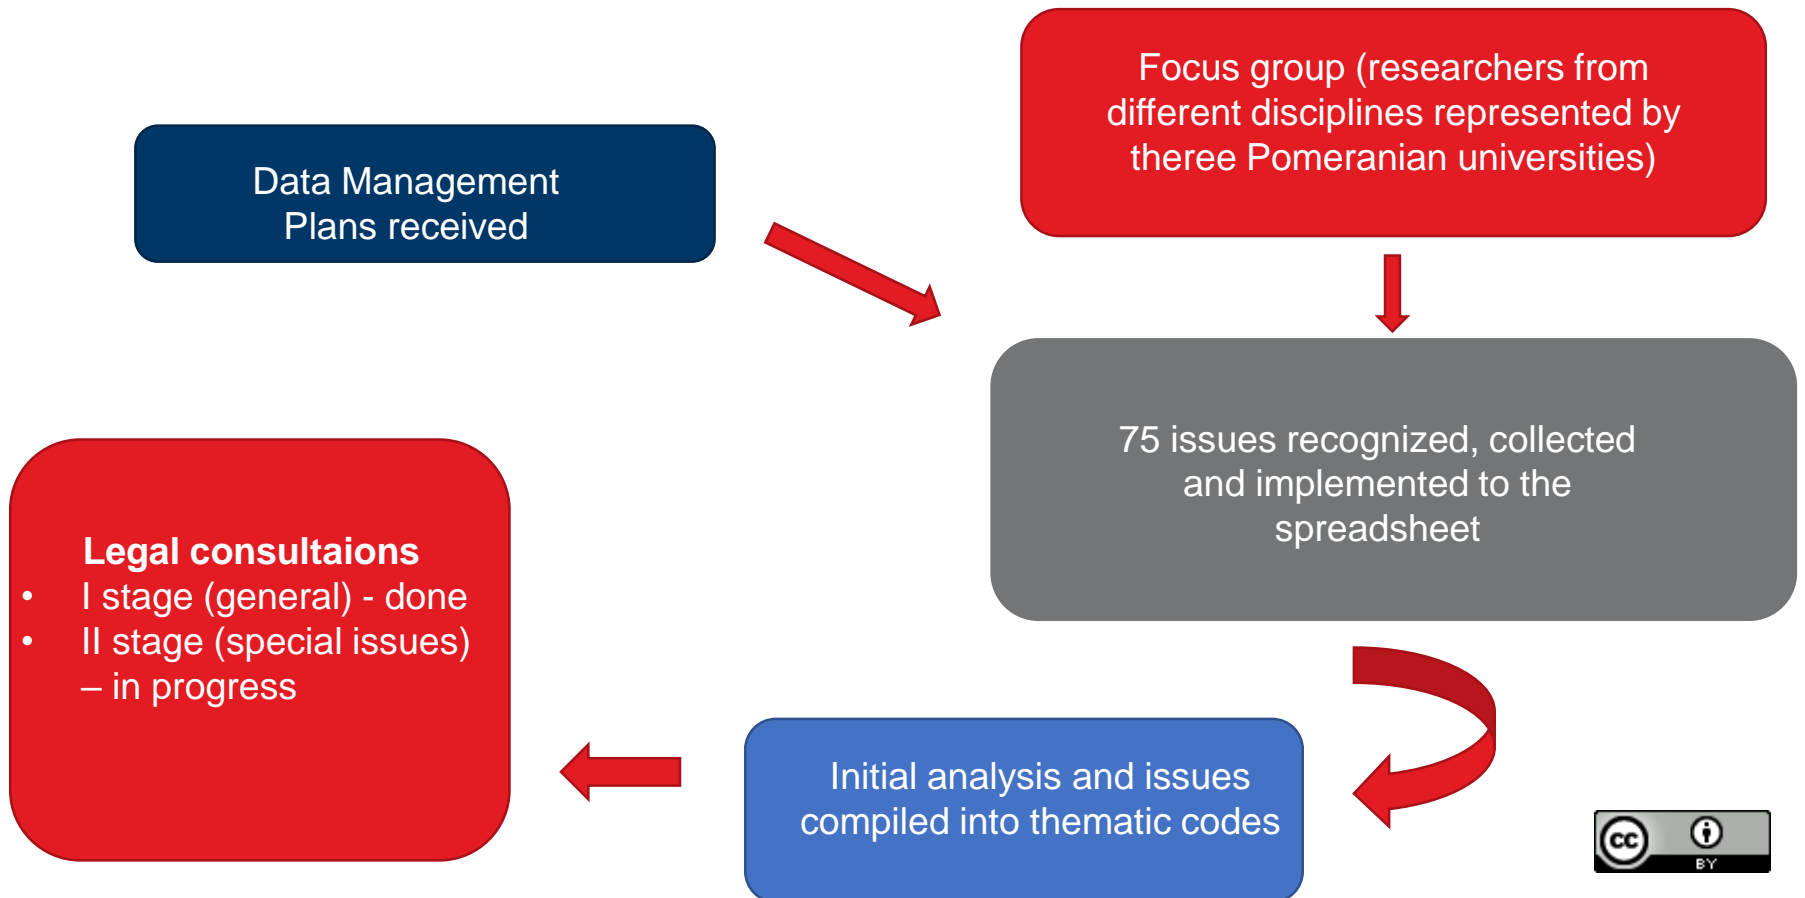 Focus group (researchers from
different disciplines represented by
theree Pomeranian universities)
Data Management
Plans received
75 issues recognized, collected
and implemented to the
spreadsheet
Legal consultaions
• I stage (general) - done
• II stage (special issues)
– in progress
Initial analysis and issues
compiled into thematic codes
cc
BY